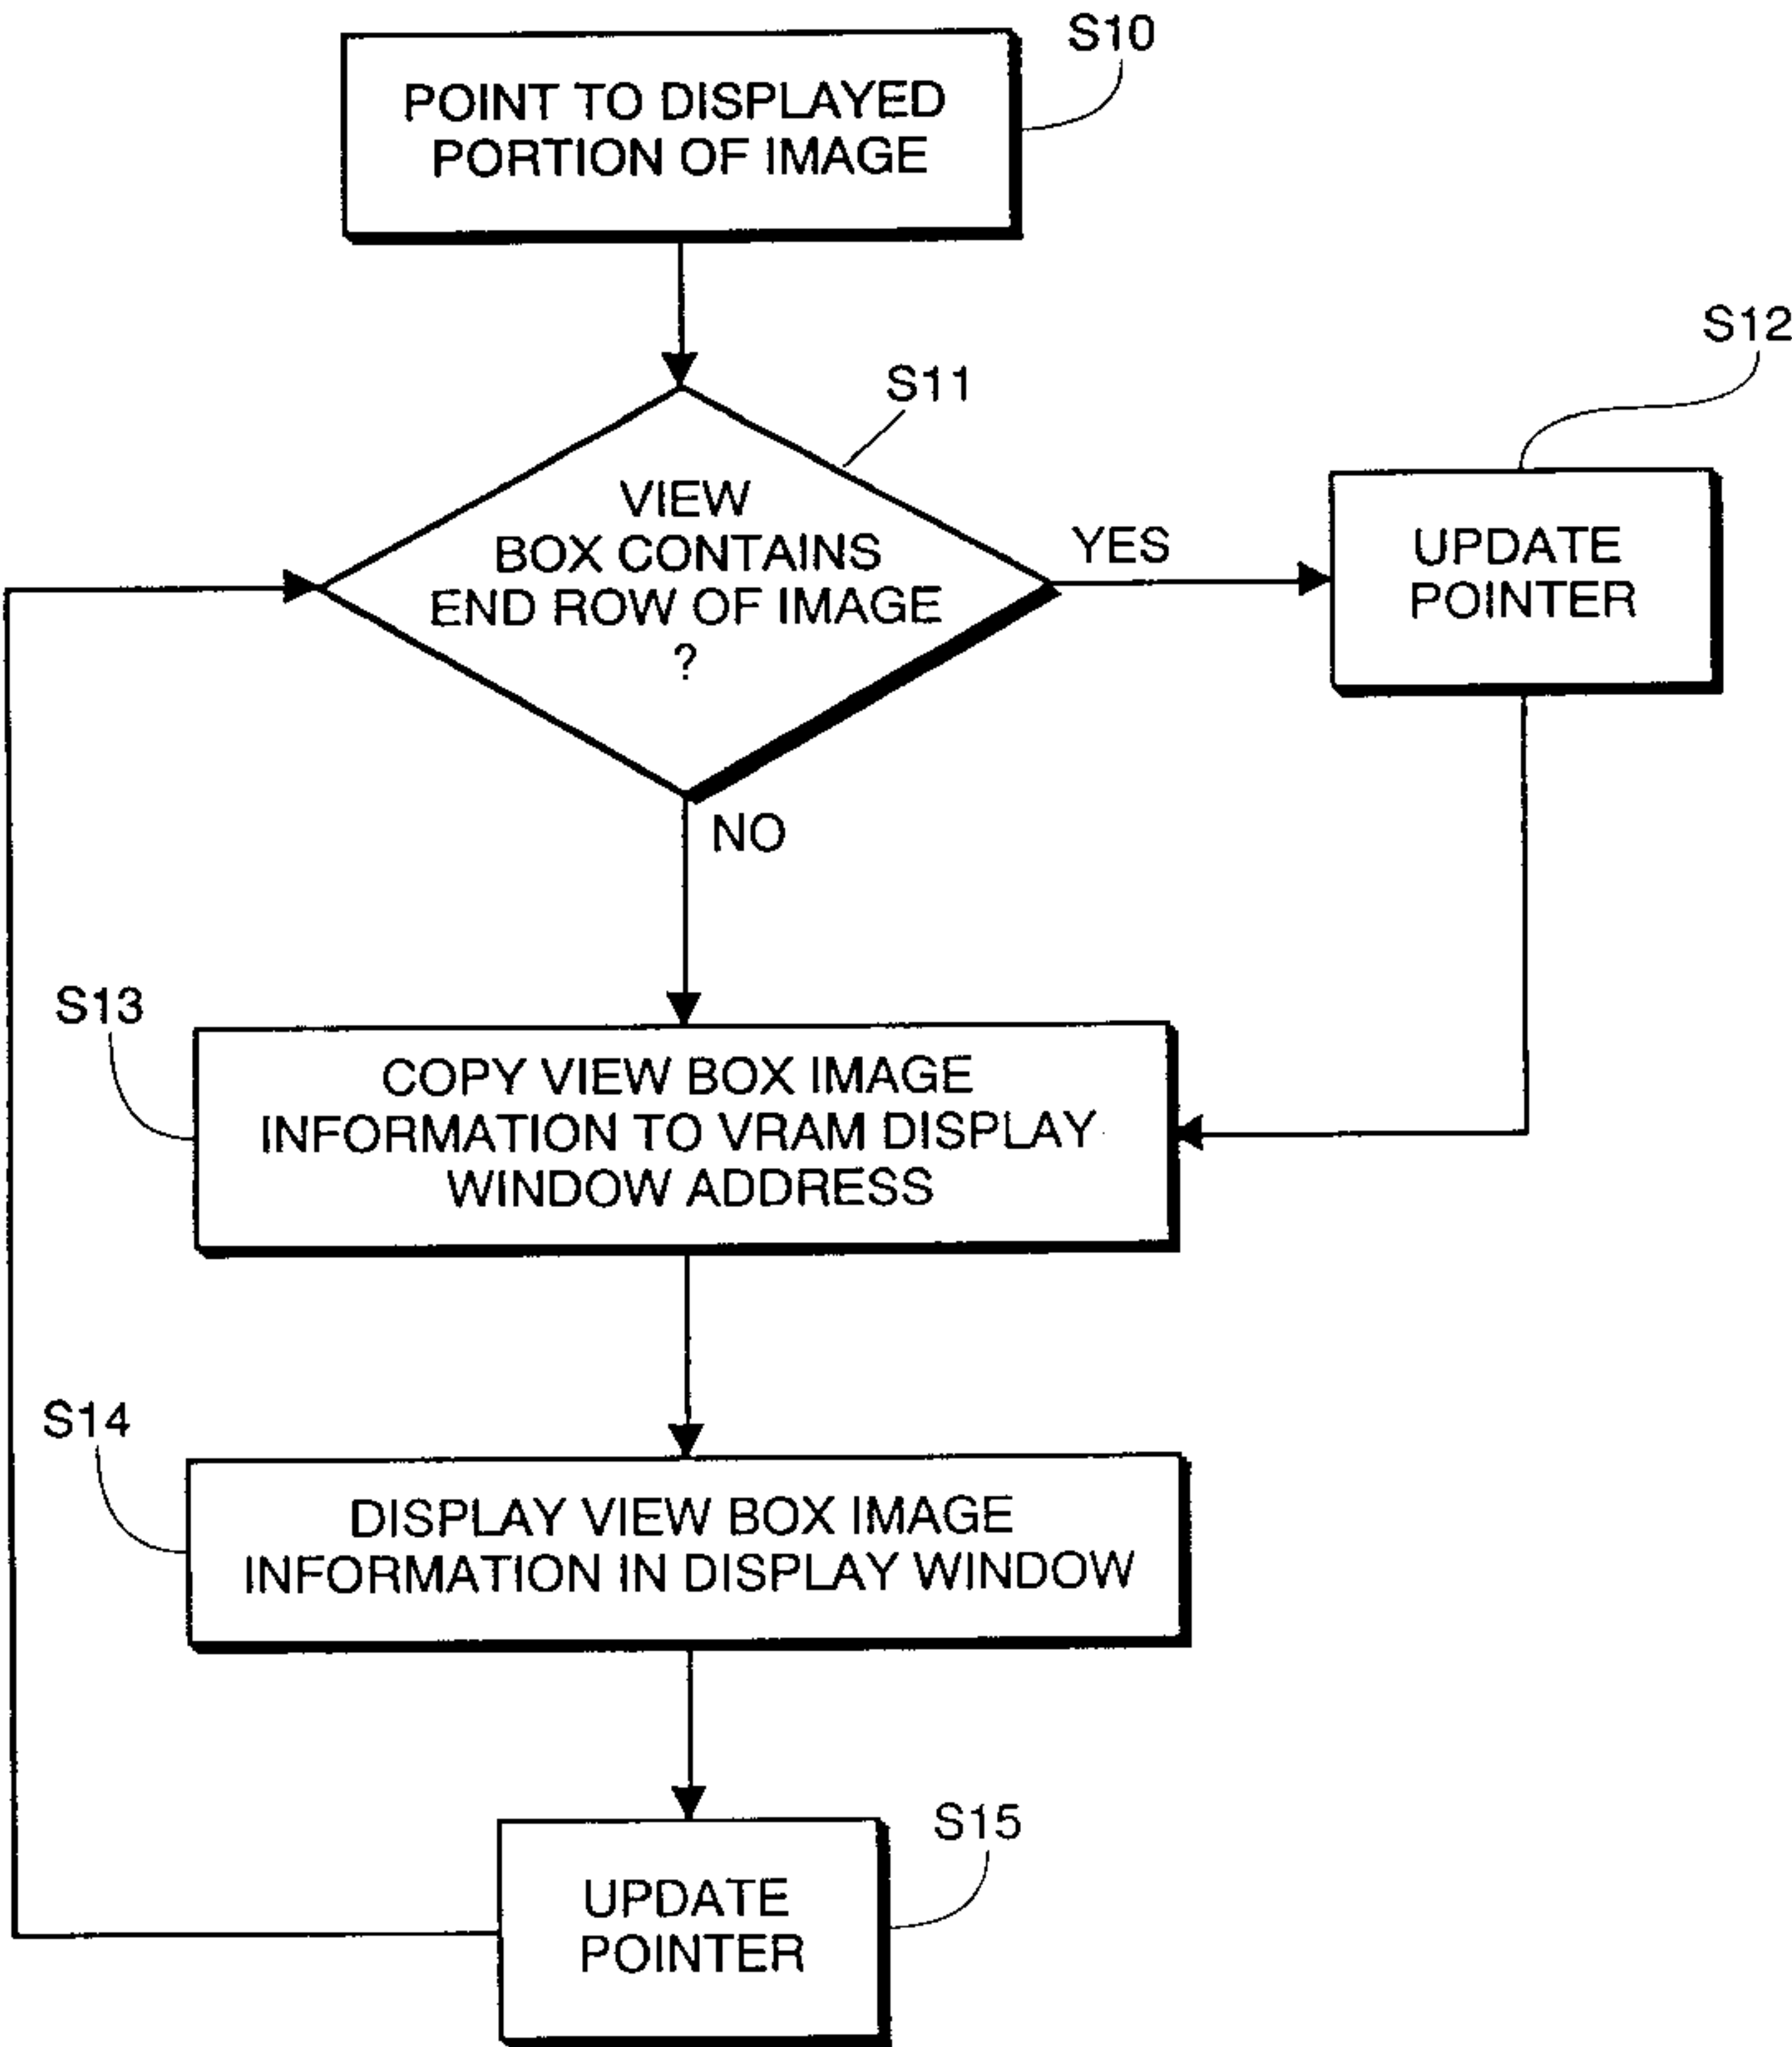 S10
POINT TO DISPLAYED
PORTION OF IMAGE
S12
S11
VIEW
BOX CONTAINS
END ROW OF IMAGE
?
YES
UPDATE
POINTER
NO
S13
COPY VIEW BOX IMAGE
INFORMATION TO VRAM DISPLAY
WINDOW ADDRESS
S14
DISPLAY VIEW BOX IMAGE
INFORMATION IN DISPLAY WINDOW
S15
UPDATE
POINTER